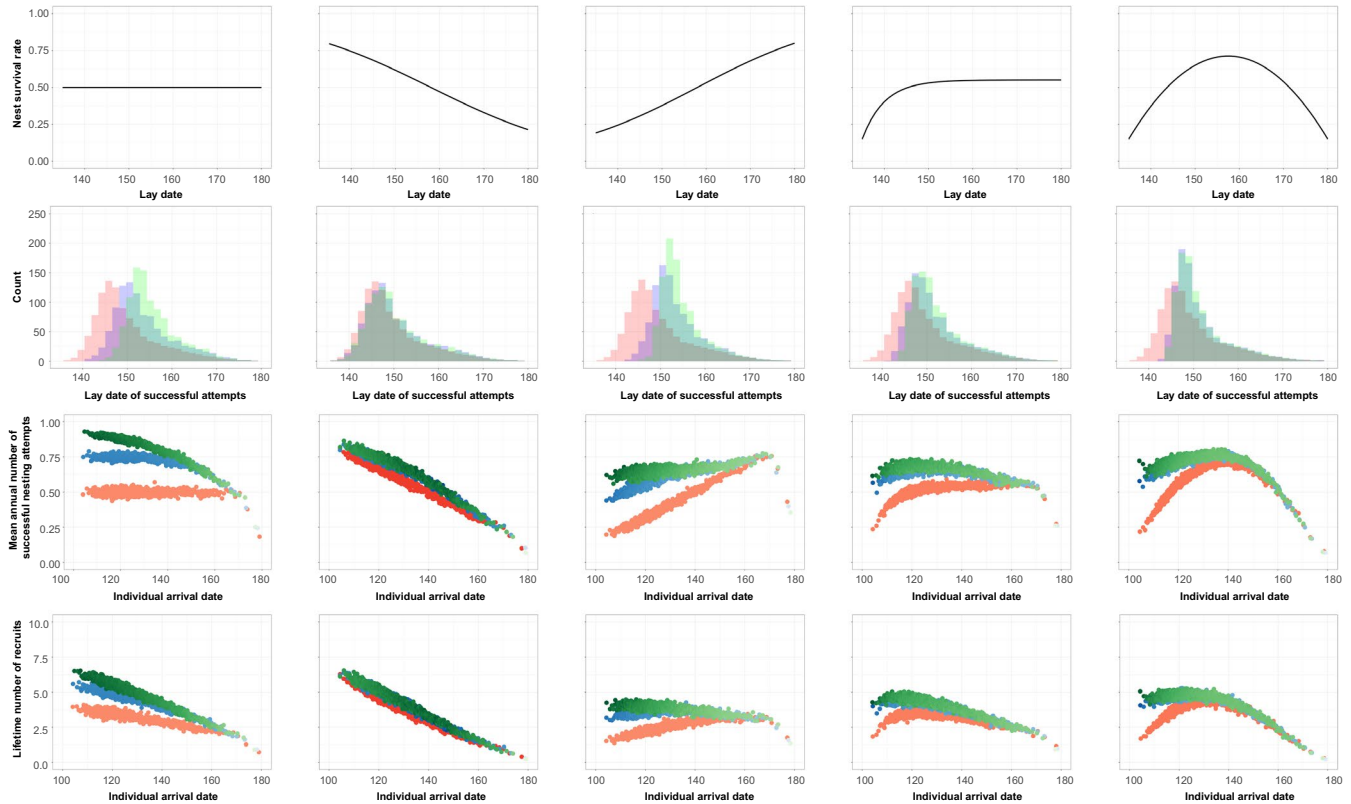 Nest survival rate
1.00
0.75
0.50
0.25
0.00
140 150 160 170 180
140 150 160 170 180
140 150 160 170 180
140 150 160 170 180
140 150 160 170 180
Lay date
Lay date
Lay date
Lay date
Lay date
Count
250
200
150
100
50
0
140 150 160 170 180
140 150 160 170 180
140 150 160 170 180
140 150 160 170 180
140 150 160 170 180
Lay date of successful attempts
Lay date of successful attempts
Lay date of successful attempts
Lay date of successful attempts
Lay date of successful attempts
Mean annual number of
successful nesting attempts
1.00
0.75
0.50
0.25
0.00
100 120 140 160 180
100 120 140 160 180
100 120 140 160 180
100 120 140 160 180
100 120 140 160 180
Individual arrival date
Individual arrival date
Individual arrival date
Individual arrival date
Individual arrival date
Lifetime number of recruits
10.0
7.5
5.0
2.5
0.0
100 120 140 160 180
100 120 140 160 180
100 120 140 160 180
100 120 140 160 180
100 120 140 160 180
Individual arrival date
Individual arrival date
Individual arrival date
Individual arrival date
Individual arrival date